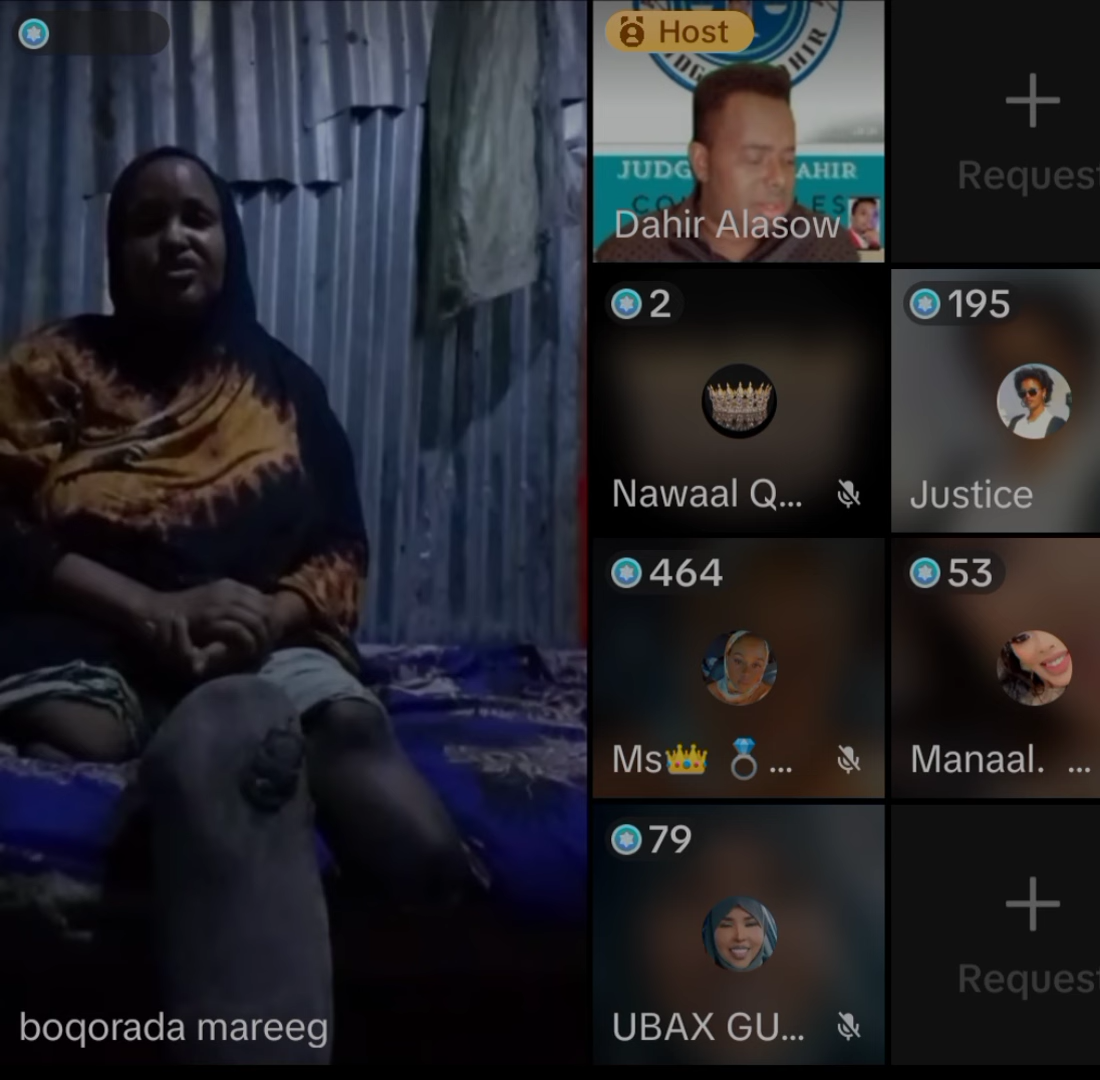 boqorada mareeg
Host
JUDG AHIR
Dahir Alasow
Request
2
Nawaal Q...
195
Justice
464
Ms👑 💍 ...
53
Manaal. ...
79
UBAX GU...
Request